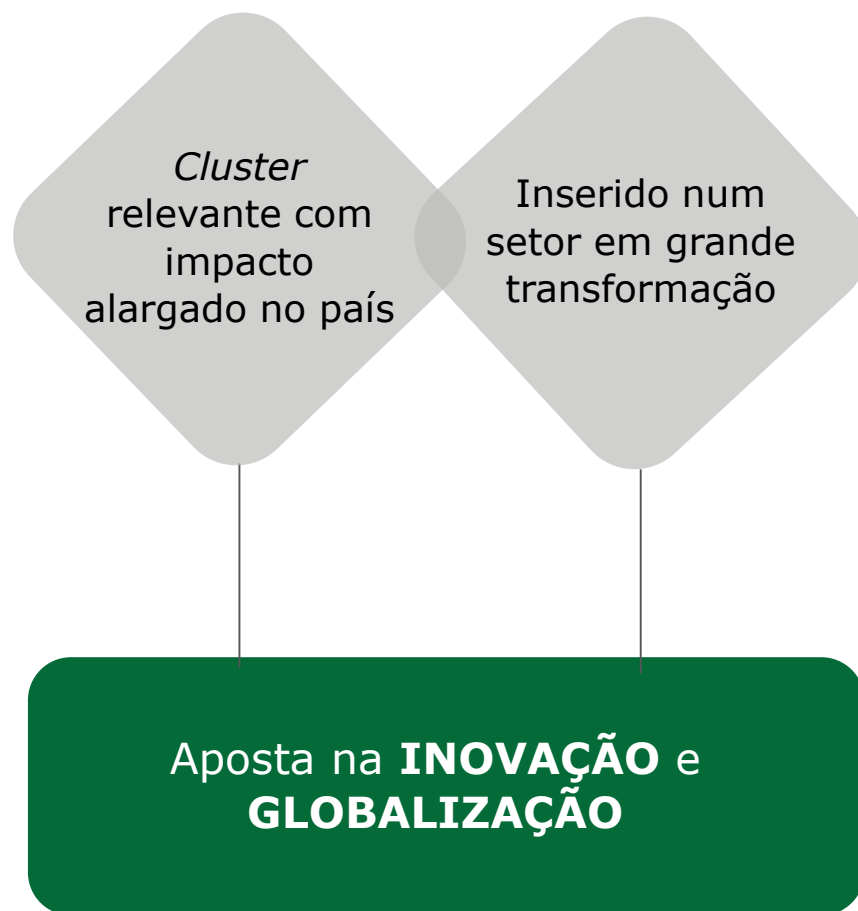 Cluster
relevante com
impacto
alargado no país
Inserido num
setor em grande
transformação
Aposta na INOVAÇÃO e
GLOBALIZAÇÃO